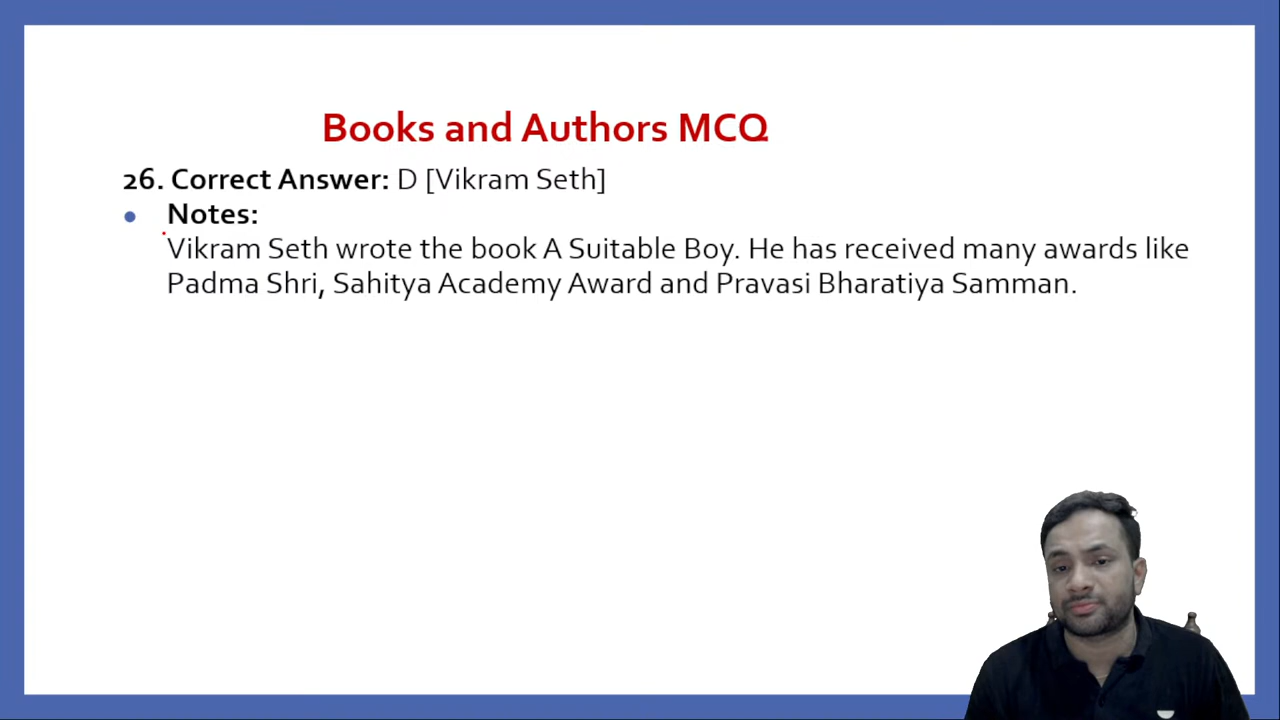 Books and Authors MCQ
26. Correct Answer: D [Vikram Seth]
• Notes:
Vikram Seth wrote the book A Suitable Boy. He has received many awards like
Padma Shri, Sahitya Academy Award and Pravasi Bharatiya Samman.